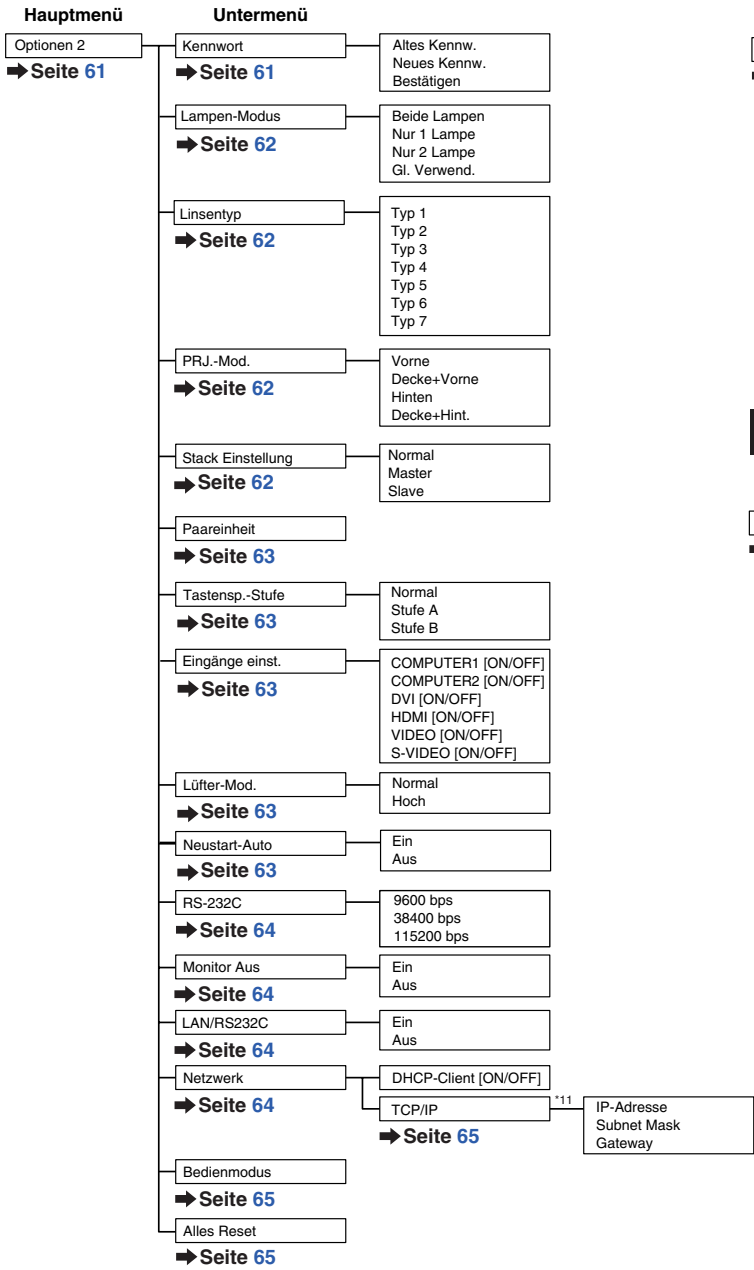 Hauptmenü Untermenü
Optionen 2
➡Seite 61
Kennwort
➡Seite 61
Altes Kennw.
Neues Kennw.
Bestätigen
Lampen-Modus
➡Seite 62
Beide Lampen
Nur 1 Lampe
Nur 2 Lampe
Gl. Verwend.
Linsentyp
➡Seite 62
Typ 1
Typ 2
Typ 3
Typ 4
Typ 5
Typ 6
Typ 7
PRJ.-Mod.
➡Seite 62
Vorne
Decke+Vorne
Hinten
Decke+Hint.
Stack Einstellung
➡Seite 62
Normal
Master
Slave
Paareinheit
➡Seite 63
Tastensp.-Stufe
➡Seite 63
Normal
Stufe A
Stufe B
Eingänge einst.
➡Seite 63
COMPUTER1 [ON/OFF]
COMPUTER2 [ON/OFF]
DVI [ON/OFF]
HDMI [ON/OFF]
VIDEO [ON/OFF]
S-VIDEO [ON/OFF]
Lüfter-Mod.
➡Seite 63
Normal
Hoch
Neustart-Auto
➡Seite 63
Ein
Aus
RS-232C
➡Seite 64
9600 bps
38400 bps
115200 bps
Monitor Aus
➡Seite 64
Ein
Aus
LAN/RS232C
➡Seite 64
Ein
Aus
Netzwerk
➡Seite 64
DHCP-Client [ON/OFF]
TCP/IP
➡Seite 65
*11
IP-Adresse
Subnet Mask
Gateway
Bedienmodus
➡Seite 65
Alles Reset
➡Seite 65